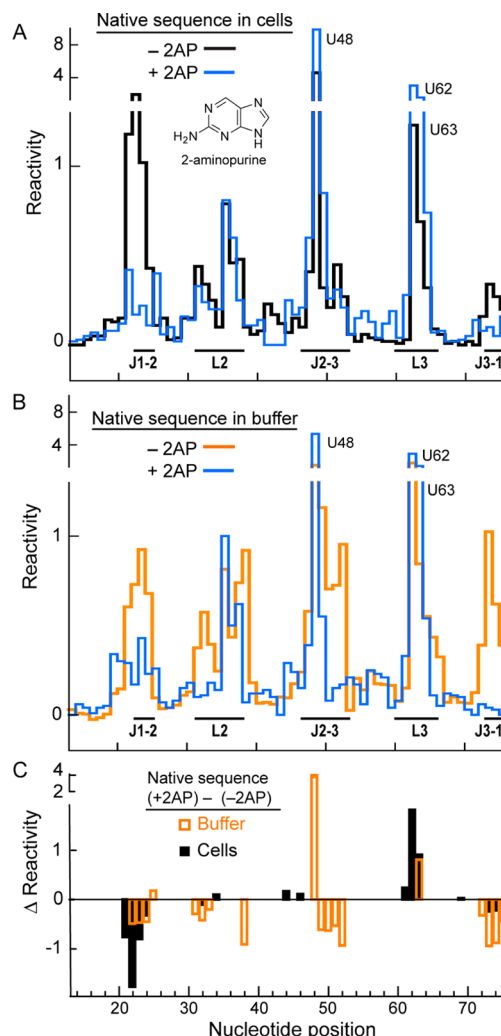 A
Native sequence in cells
– 2AP
+ 2AP
H₂N
N
N
N
N
H
2-aminopurine
U48
U62
U63
8
4
1
0
Reactivity
J1-2
L2
J2-3
L3
J3-1
B
Native sequence in buffer
– 2AP
+ 2AP
U48
U62
U63
8
4
1
0
Reactivity
J1-2
L2
J2-3
L3
J3-1
C
Native sequence
(+2AP) – (–2AP)
Buffer
Cells
4
2
1
0
-1
Δ Reactivity
20 30 40 50 60 70
Nucleotide position